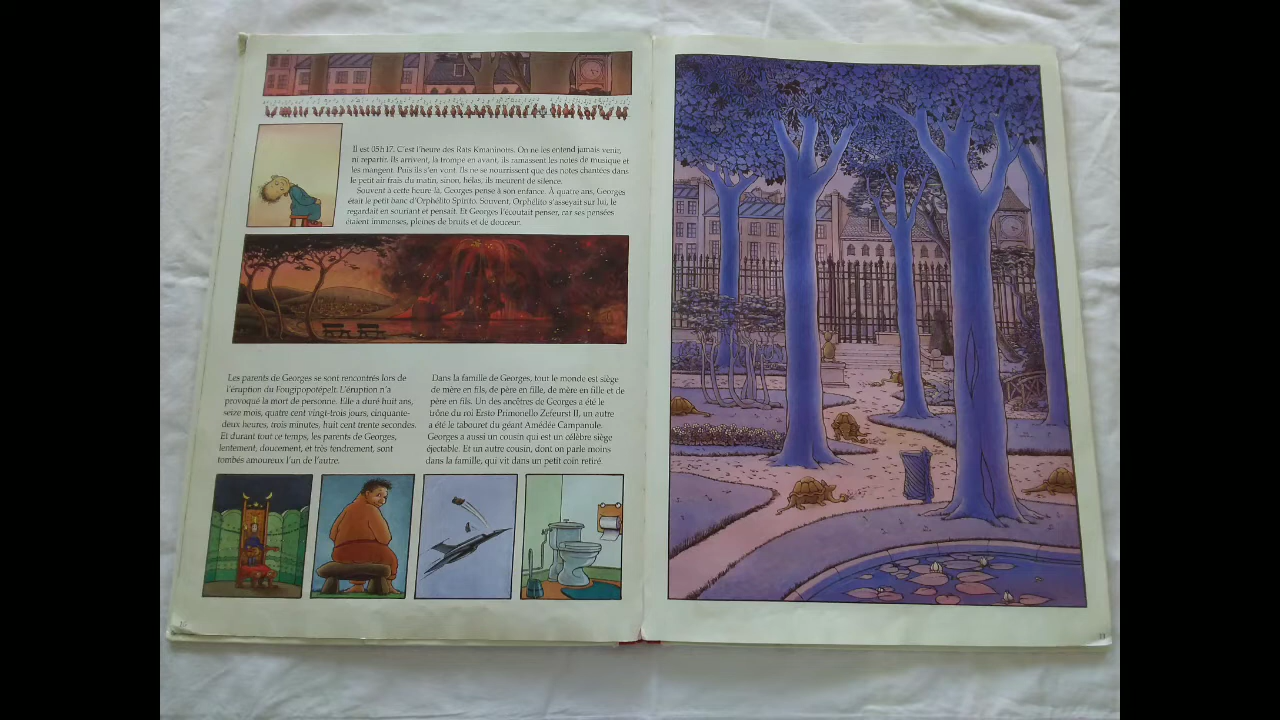 Il est 05h17. C'est l'heure des Rats Kmaninoirs. On ne les entend jamais venir,
ni repartir. Ils arrivent, la trompe en avant, ils ramassent les notes de musique et
les mangent. Puis ils s'en vont. Ils ne se nourrissent que des notes chantées dans
le petit air frais du matin, sinon, hélas, ils meurent de silence.
Souvent à cette heure là, Georges pense à son enfance. À quatre ans, Georges
était le petit banc d'Orphélito Spirito. Souvent, Orphélito s'asseyait sur lui, le
regardait en souriant et pensait. Et Georges l'écoutait penser, car ses pensées
étaient immenses, pleines de bruits et de douceur.
Les parents de Georges se sont rencontrés lors de
l'éruption du Fougipopotépelt. L'éruption n'a
provoqué la mort de personne. Elle a duré huit ans,
seize mois, quatre cent vingt-trois jours, cinquante-
deux heures, trois minutes, huit cent trente secondes.
Et durant tout ce temps, les parents de Georges,
lentement, doucement, et très tendrement, sont
tombés amoureux l'un de l'autre.
Dans la famille de Georges, tout le monde est siège
de mère en fils, de père en fille, de mère en fille et de
père en fils. Un des ancêtres de Georges a été le
trône du roi Ersto Primonello Zefeurst II, un autre
a été le tabouret du géant Amédée Campanule.
Georges a aussi un cousin qui est un célèbre siège
éjectable. Et un autre cousin, dont on parle moins
dans la famille, qui vit dans un petit coin retiré.